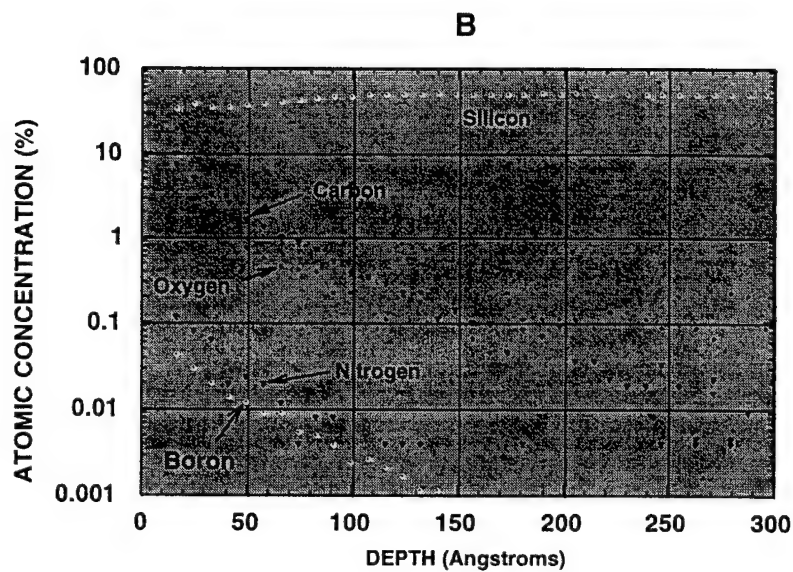 B
ATOMIC CONCENTRATION (%)
100
10
1
0.1
0.01
0.001
Silicon
Carbon
Oxygen
Nitrogen
Boron
0
50
100
150
200
250
300
DEPTH (Angstroms)